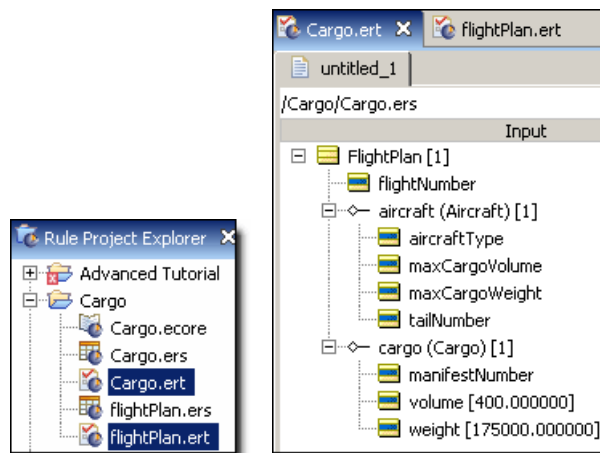 Rule Project Explorer
Advanced Tutorial
Cargo
Cargo.ecore
Cargo.ers
Cargo.ert
flightPlan.ers
flightPlan.ert
Cargo.ert flightPlan.ert
untitled_1
/Cargo/Cargo.ers
Input
FlightPlan [1]
flightNumber
aircraft (Aircraft) [1]
aircraftType
maxCargoVolume
maxCargoWeight
tailNumber
cargo (Cargo) [1]
manifestNumber
volume [400.000000]
weight [175000.000000]